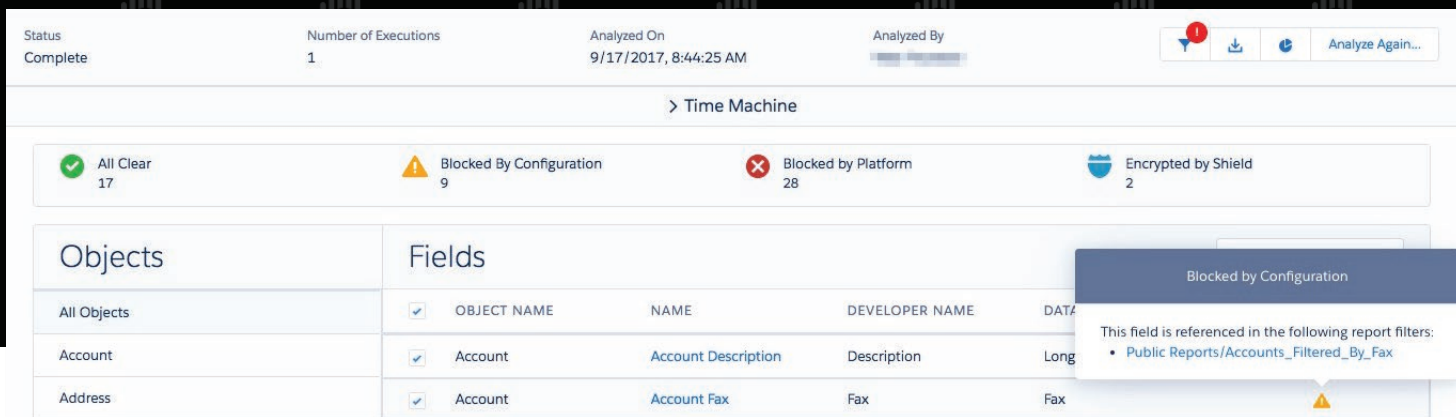 Status
Complete
Number of Executions
1
Analyzed On
9/17/2017, 8:44:25 AM
Analyzed By
!
Analyze Again...
> Time Machine
All Clear
17
Blocked By Configuration
9
Blocked by Platform
28
Encrypted by Shield
2
Objects
All Objects
Account
Address
Fields
OBJECT NAME NAME DEVELOPER NAME
Account Account Description Description Long
Account Account Fax Fax Fax
Blocked by Configuration
This field is referenced in the following report filters:
• Public Reports/Accounts_Filtered_By_Fax